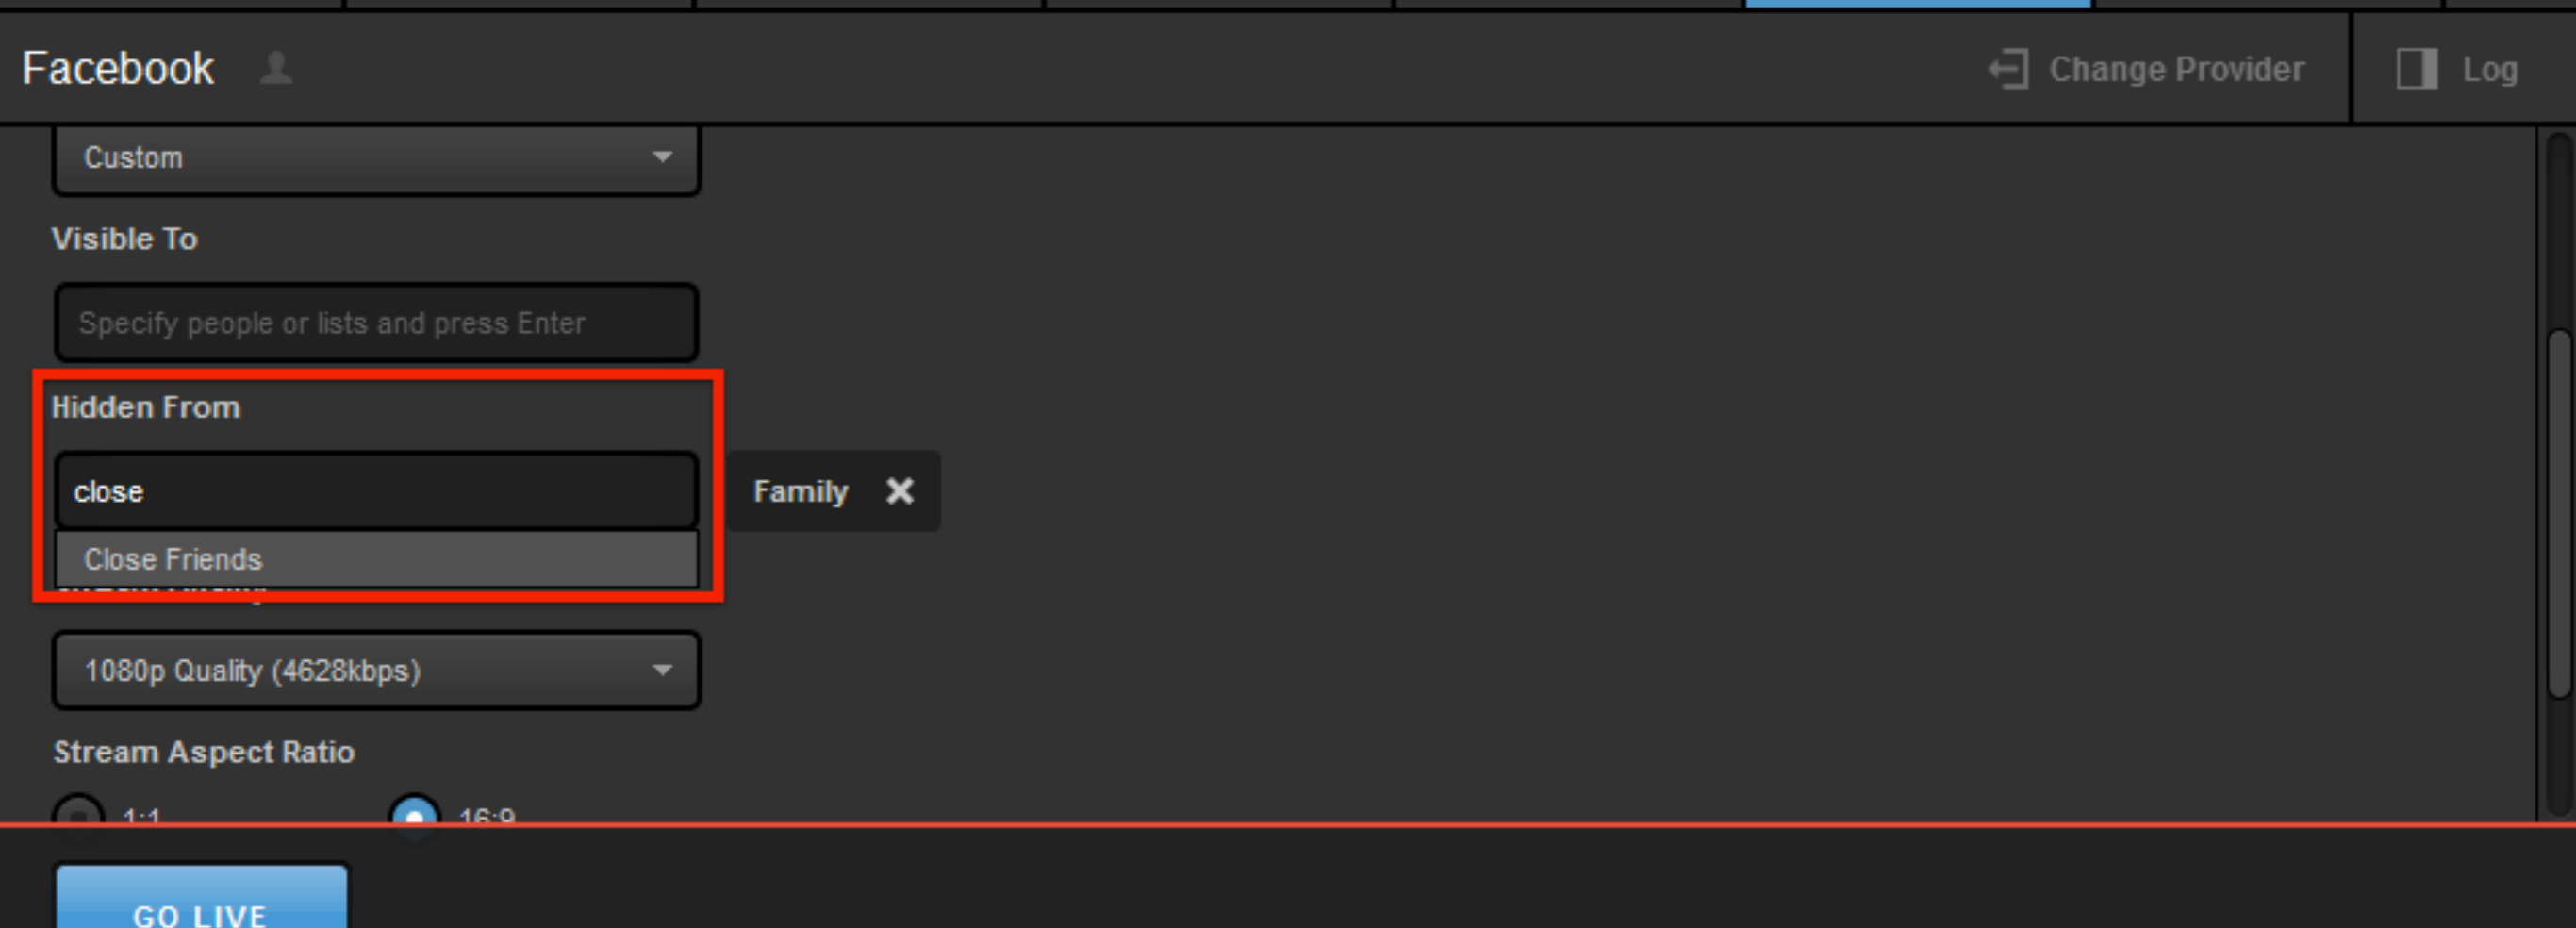 Facebook
Change Provider
Log
Custom
Visible To
Specify people or lists and press Enter
Hidden From
close
Family
Close Friends
1080p Quality (4628kbps)
Stream Aspect Ratio
1:1
16:9
GO LIVE